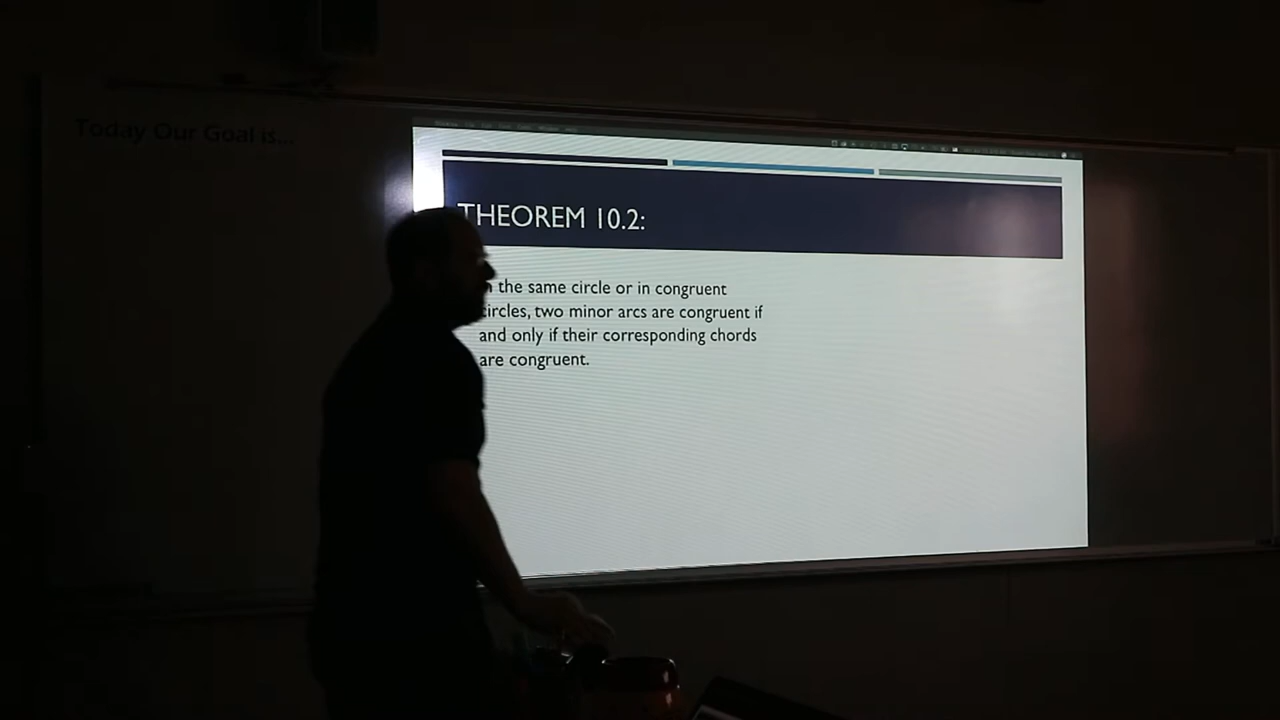 Today Our Goal is...
THEOREM 10.2:
the same circle or in congruent
circles, two minor arcs are congruent if
and only if their corresponding chords
are congruent.